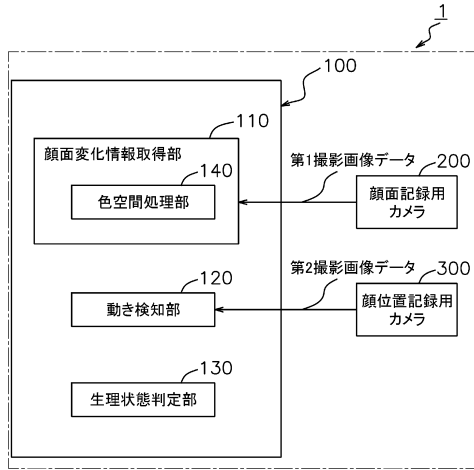 1
100
110
顔面変化情報取得部
140
色空間処理部
第1撮影画像データ
200
顔面記録用
カメラ
120
動き検知部
第2撮影画像データ
300
顔位置記録用
カメラ
130
生理状態判定部